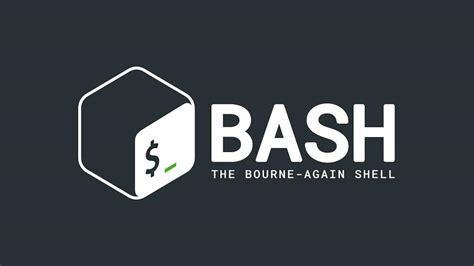 $_
BASH
THE BOURNE-AGAIN SHELL